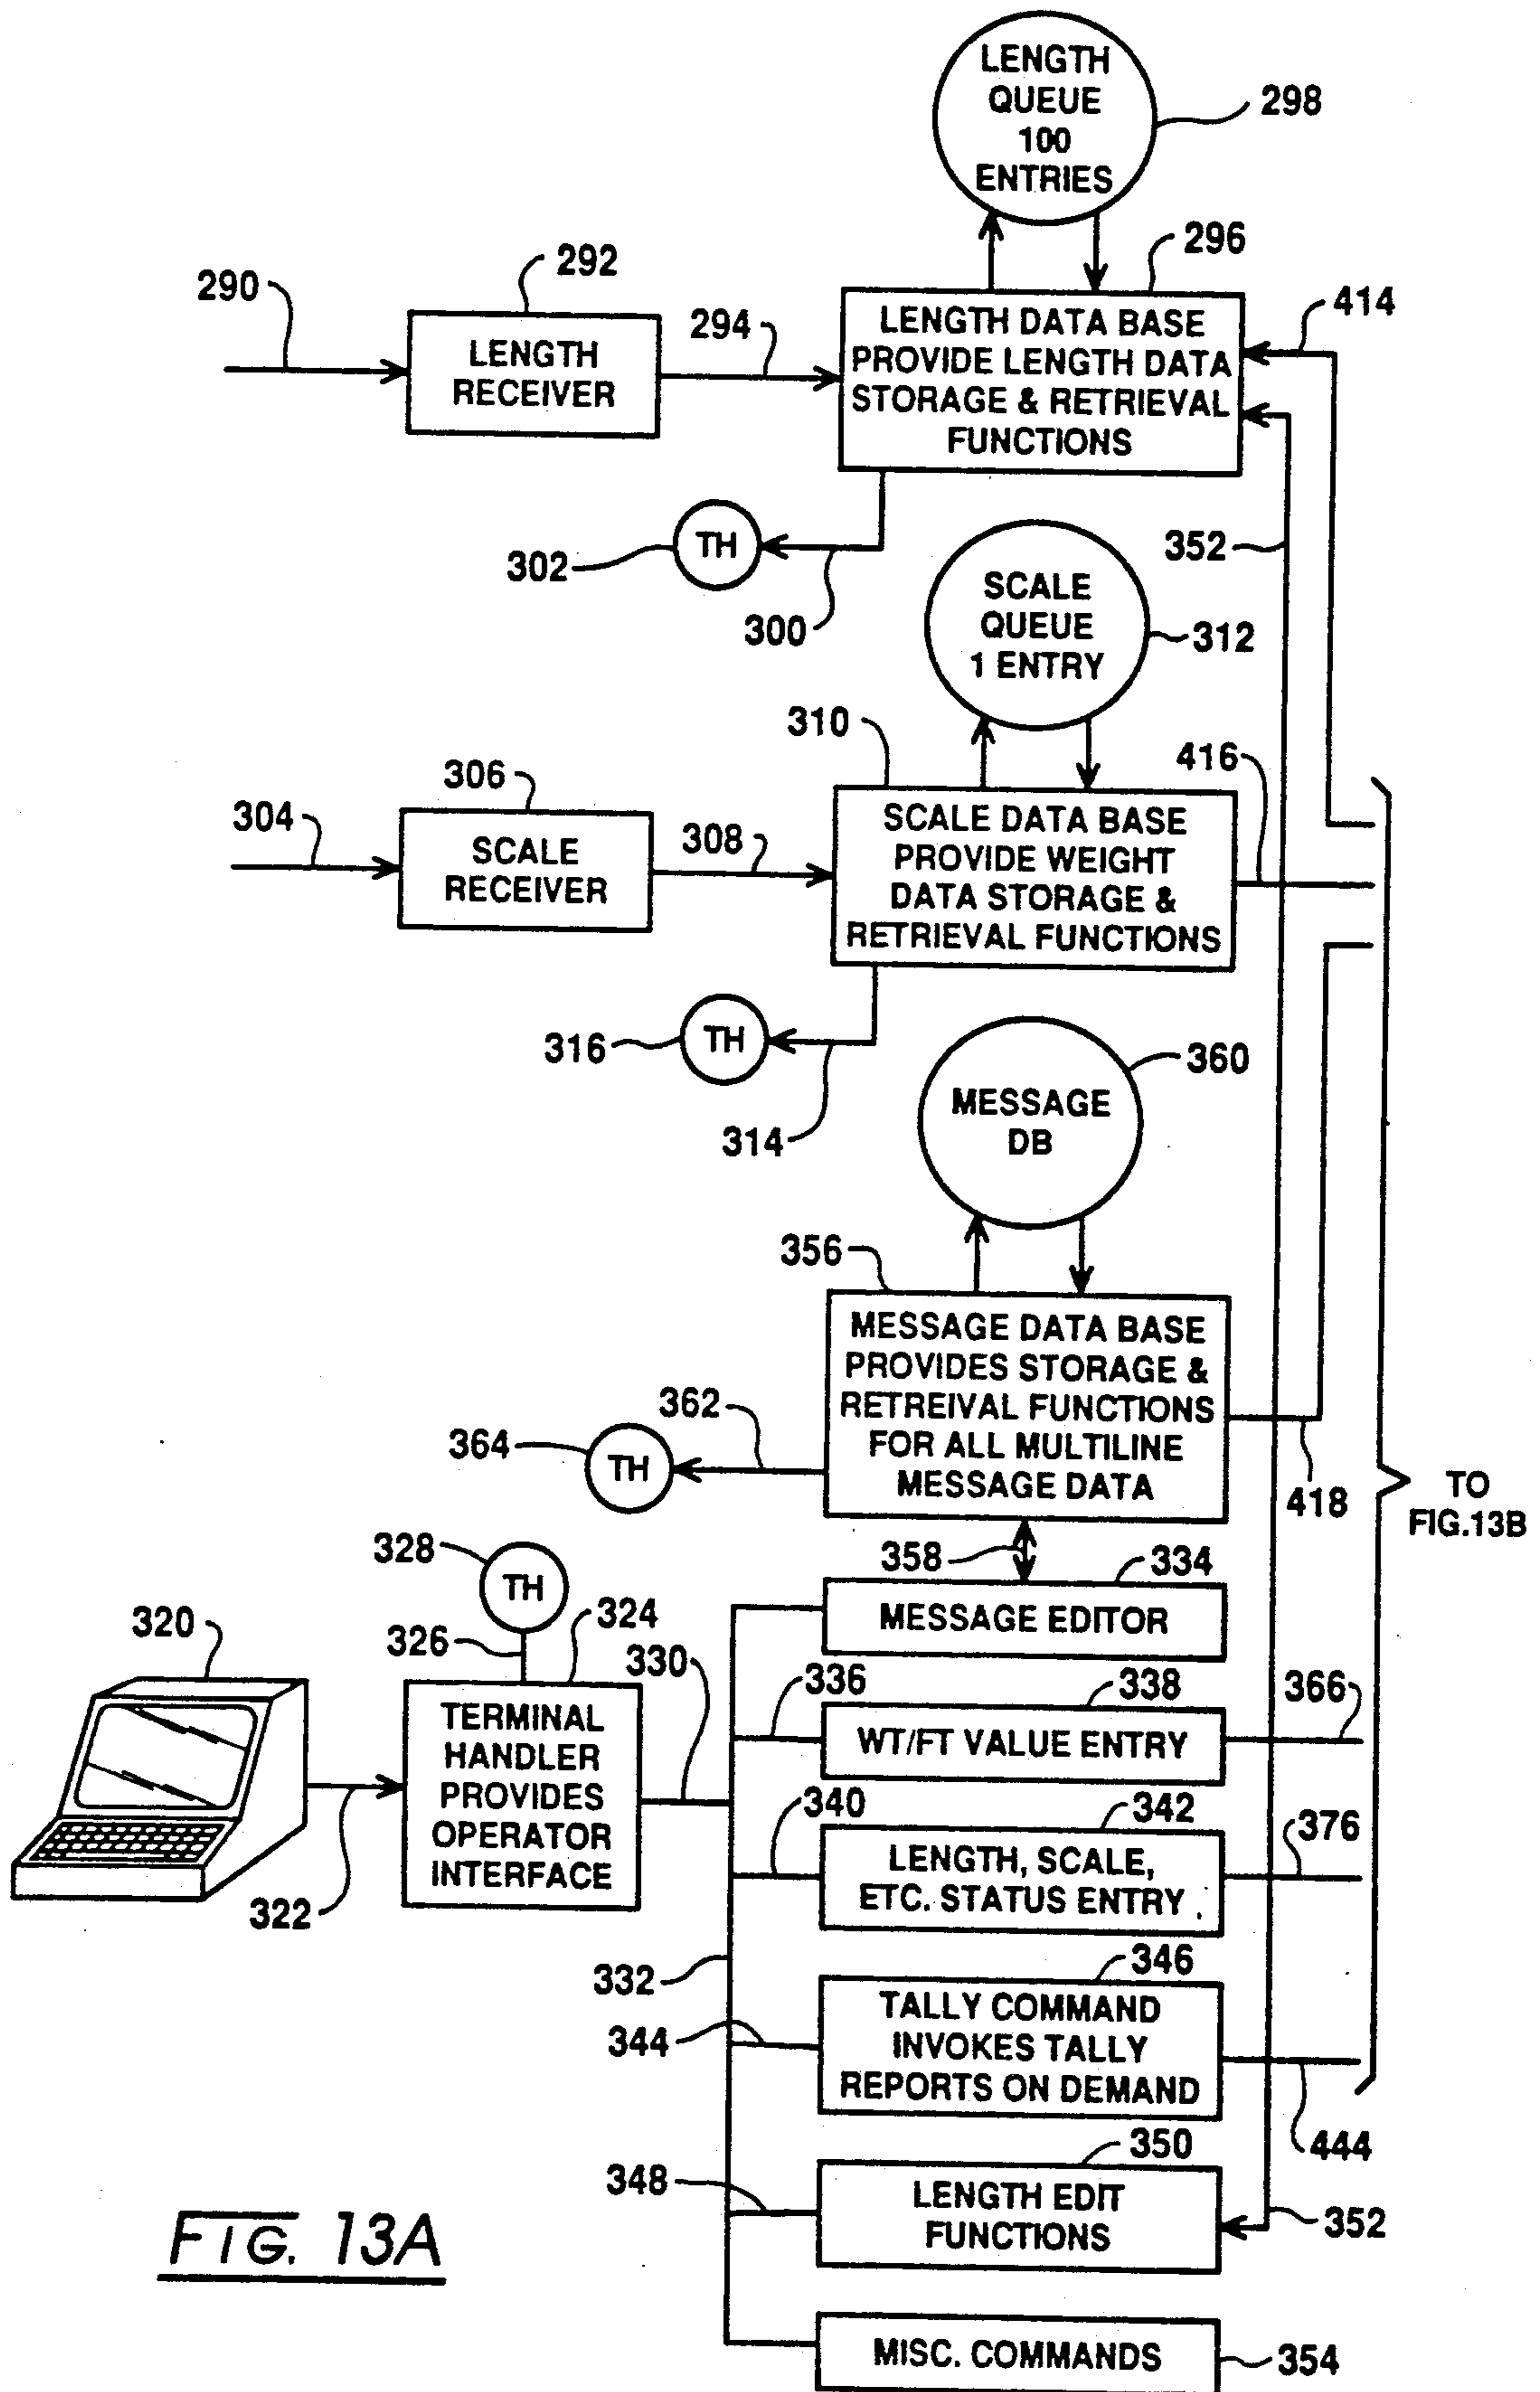 LENGTH
QUEUE
100
ENTRIES
298
296
292
290
294
LENGTH
RECEIVER
LENGTH DATA BASE
PROVIDE LENGTH DATA
STORAGE & RETRIEVAL
FUNCTIONS
414
302
TH
300
352
SCALE
QUEUE
1 ENTRY
312
310
416
306
304
308
SCALE
RECEIVER
SCALE DATA BASE
PROVIDE WEIGHT
DATA STORAGE &
RETRIEVAL FUNCTIONS
316
TH
314
MESSAGE
DB
360
356
MESSAGE DATA BASE
PROVIDES STORAGE &
RETREIVAL FUNCTIONS
FOR ALL MULTILINE
MESSAGE DATA
362
364
TH
418
TO
FIG.13B
358
334
MESSAGE EDITOR
328
TH
326
324
330
320
322
TERMINAL
HANDLER
PROVIDES
OPERATOR
INTERFACE
336
338
366
WT/FT VALUE ENTRY
340
342
376
LENGTH, SCALE,
ETC. STATUS ENTRY
332
346
344
TALLY COMMAND
INVOKES TALLY
REPORTS ON DEMAND
444
350
348
LENGTH EDIT
FUNCTIONS
352
MISC. COMMANDS
354
FIG. 13A